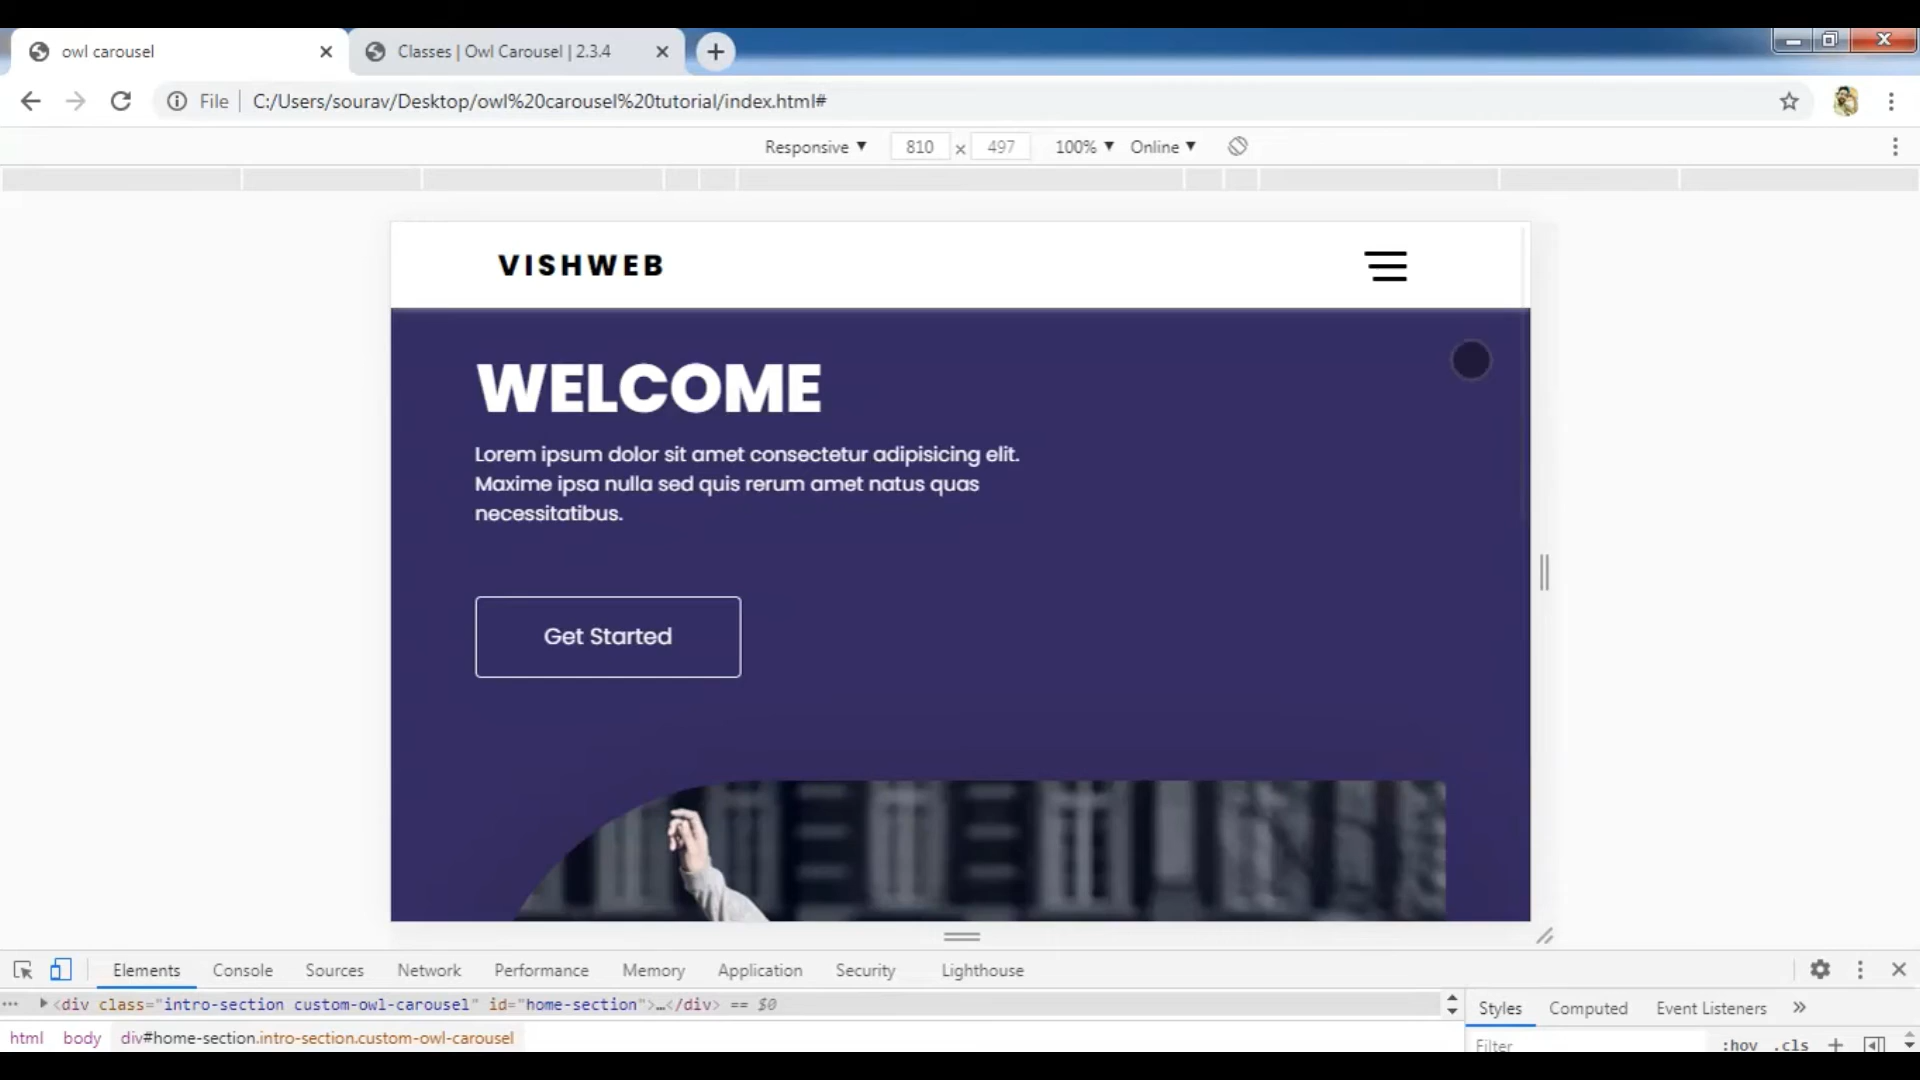 owl carousel
Classes | Owl Carousel | 2.3.4
File
C:/Users/sourav/Desktop/owl%20carousel%20tutorial/index.html#
Responsive ▼ 810 × 497 100% ▼ Online ▼
VISHWEB
WELCOME
Lorem ipsum dolor sit amet consectetur adipisicing elit.
Maxime ipsa nulla sed quis rerum amet natus quas
necessitatibus.
Get Started
Elements Console Sources Network Performance Memory Application Security Lighthouse
<div class="intro-section custom-owl-carousel" id="home-section">…</div> == $0
Styles Computed Event Listeners »
html body div#home-section.intro-section.custom-owl-carousel
Filter :hov .cls +